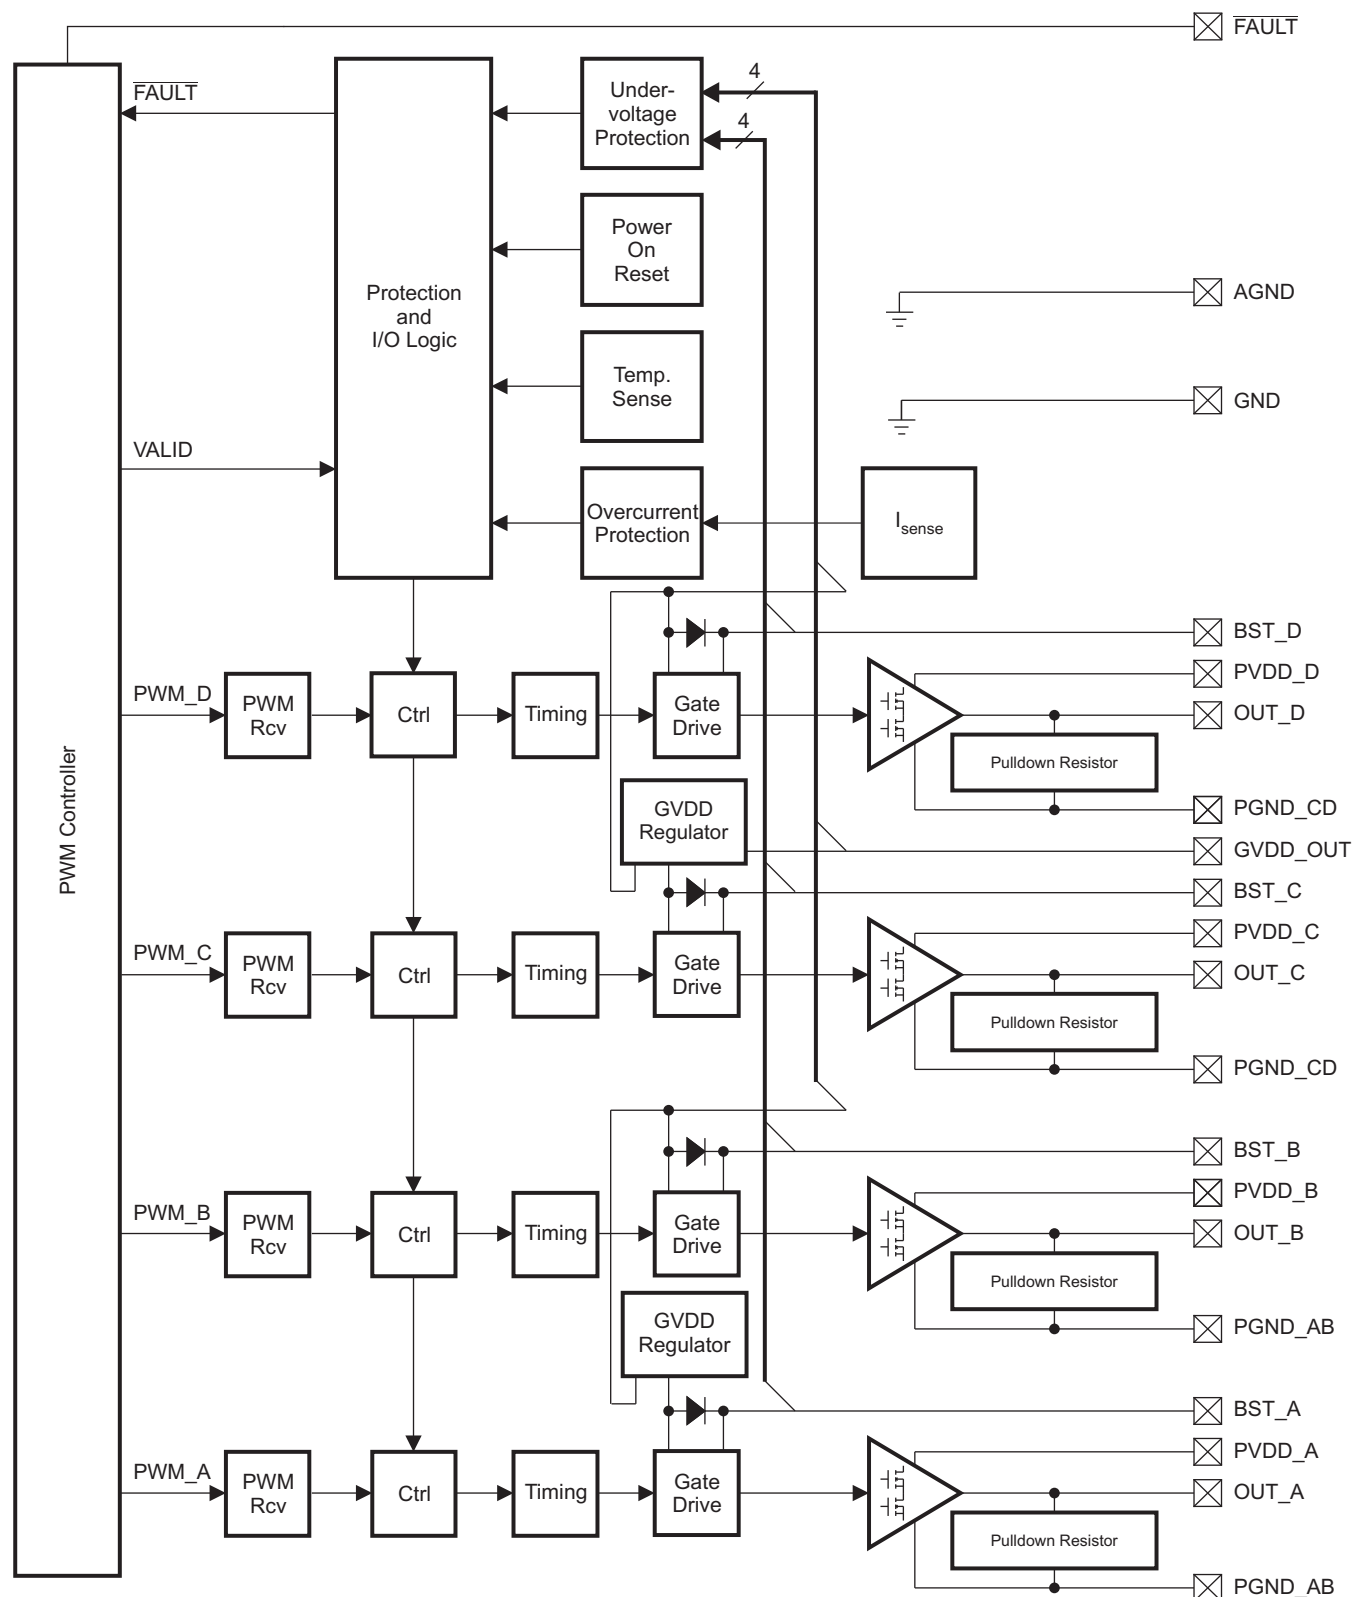 FAULT
FAULT
4
Under-
voltage
Protection
4
Power
On
Reset
AGND
Protection
and
I/O Logic
Temp.
Sense
GND
VALID
Overcurrent
Protection
I sense
BST_D
PVDD_D
PWM_D
PWM
Rcv
Ctrl
Timing
Gate
Drive
OUT_D
Pulldown Resistor
PWM Controller
GVDD
Regulator
PGND_CD
GVDD_OUT
BST_C
PVDD_C
PWM_C
PWM
Rcv
Ctrl
Timing
Gate
Drive
OUT_C
Pulldown Resistor
PGND_CD
BST_B
PVDD_B
PWM_B
PWM
Rcv
Ctrl
Timing
Gate
Drive
OUT_B
Pulldown Resistor
GVDD
Regulator
PGND_AB
BST_A
PVDD_A
PWM_A
PWM
Rcv
Ctrl
Timing
Gate
Drive
OUT_A
Pulldown Resistor
PGND_AB